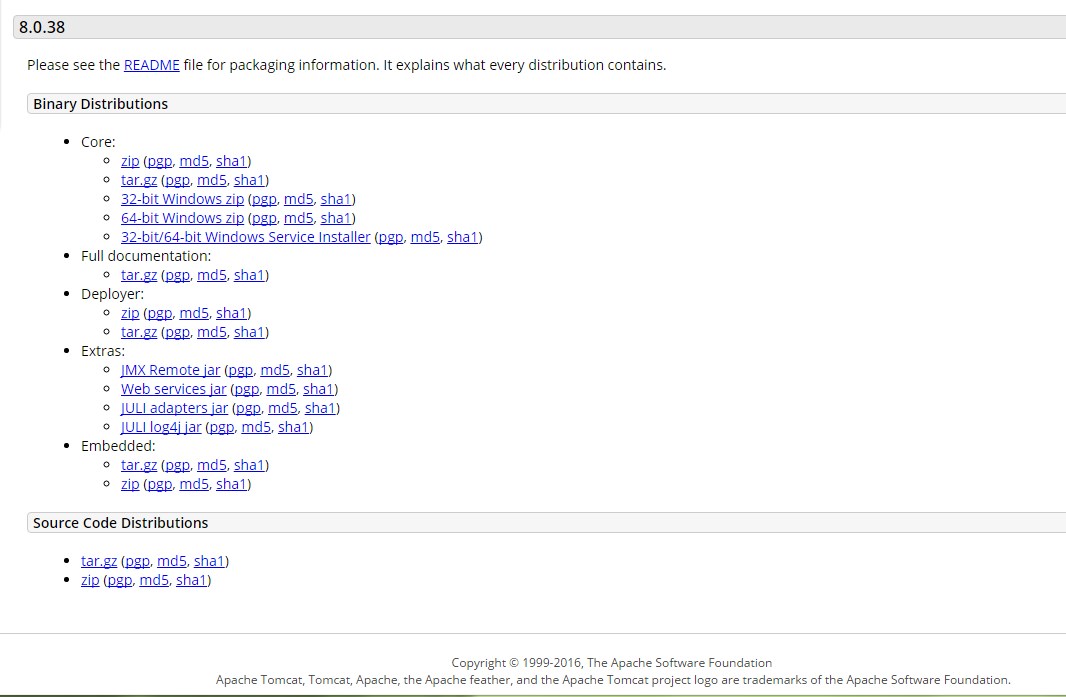 8.0.38
Please see the README file for packaging information. It explains what every distribution contains.
Binary Distributions
Core:
zip (pgp, md5, sha1)
tar.gz (pgp, md5, sha1)
32-bit Windows zip (pgp, md5, sha1)
64-bit Windows zip (pgp, md5, sha1)
32-bit/64-bit Windows Service Installer (pgp, md5, sha1)
Full documentation:
tar.gz (pgp, md5, sha1)
Deployer:
zip (pgp, md5, sha1)
tar.gz (pgp, md5, sha1)
Extras:
JMX Remote jar (pgp, md5, sha1)
Web services jar (pgp, md5, sha1)
JULI adapters jar (pgp, md5, sha1)
JULI log4j jar (pgp, md5, sha1)
Embedded:
tar.gz (pgp, md5, sha1)
zip (pgp, md5, sha1)
Source Code Distributions
tar.gz (pgp, md5, sha1)
zip (pgp, md5, sha1)
Copyright © 1999-2016, The Apache Software Foundation
Apache Tomcat, Tomcat, Apache, the Apache feather, and the Apache Tomcat project logo are trademarks of the Apache Software Foundation.